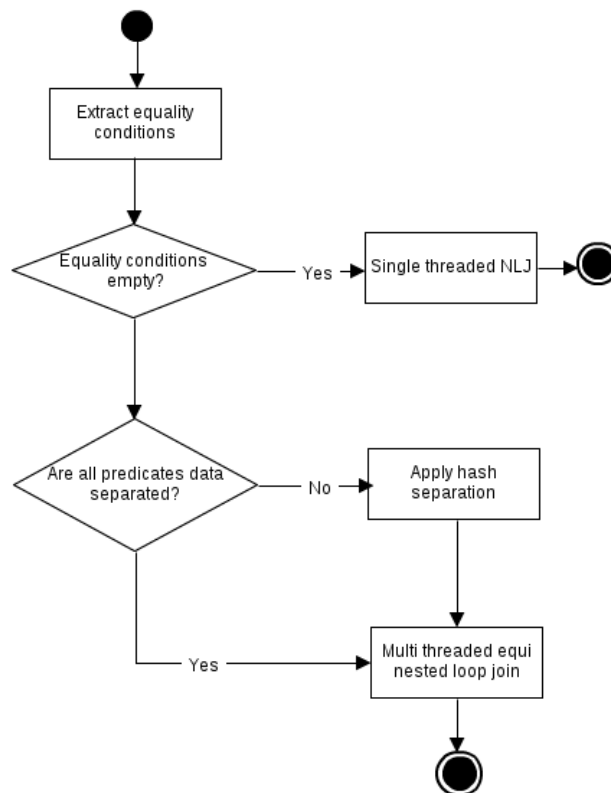 Extract equality
conditions
Equality conditions
empty?
Yes
Single threaded NLJ
Are all predicates data
separated?
No
Apply hash
separation
Yes
Multi threaded equi
nested loop join